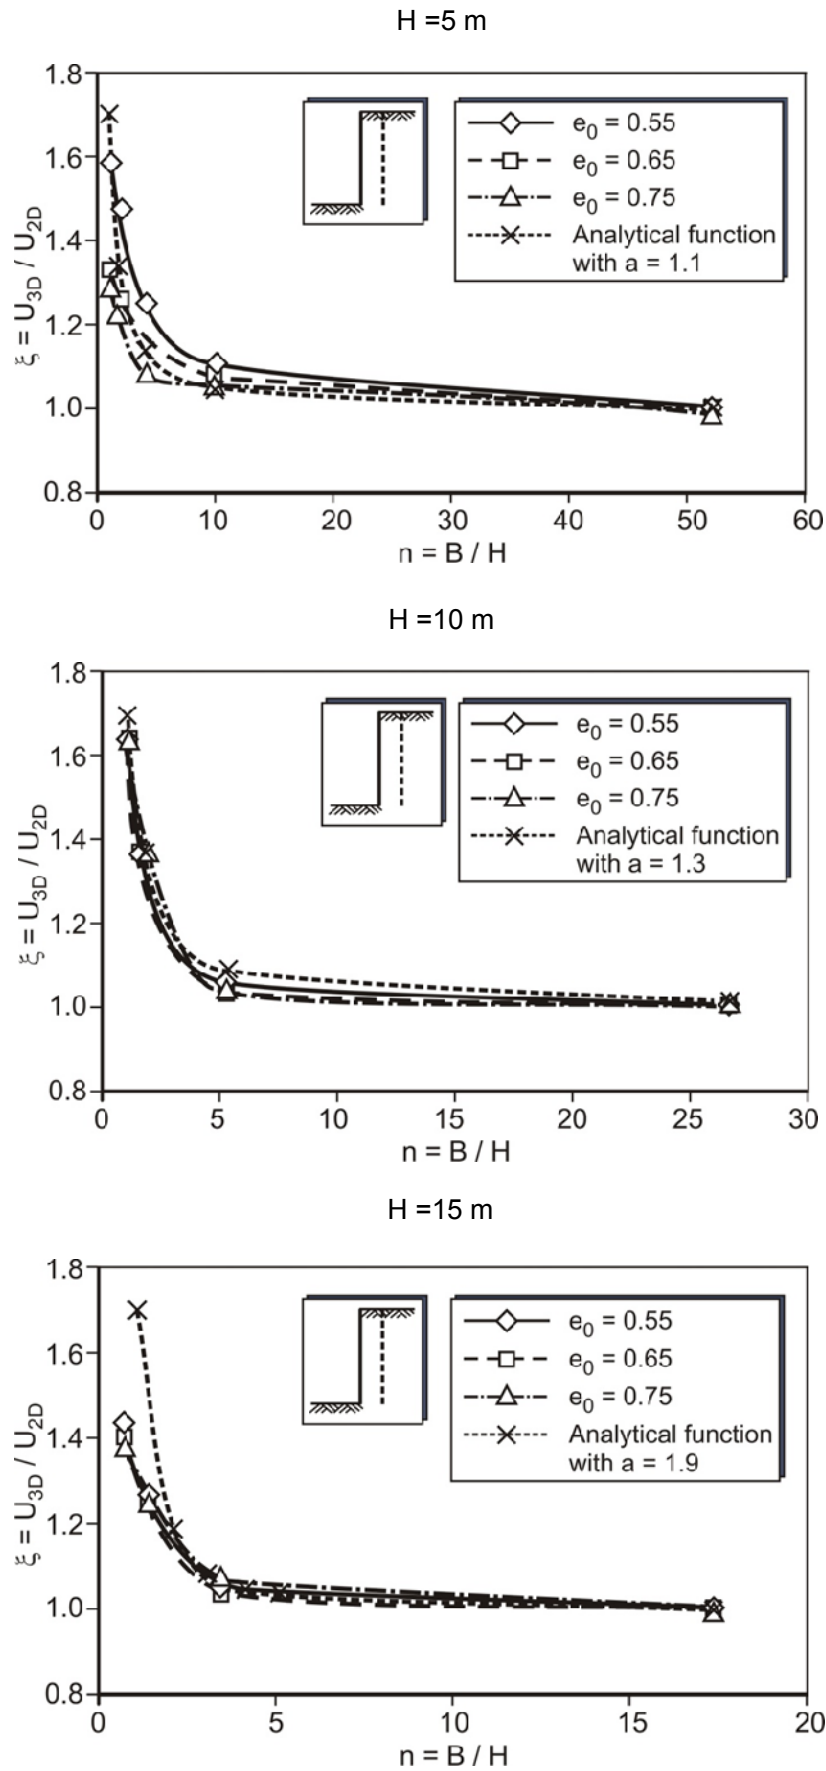 H =5 m
1.8
1.6
1.4
1.2
1.0
0.8
ξ = U3D / U2D
e0 = 0.55
e0 = 0.65
e0 = 0.75
Analytical function
with a = 1.1
0 10 20 30 40 50 60
n = B / H
H =10 m
1.8
1.6
1.4
1.2
1.0
0.8
ξ = U3D / U2D
e0 = 0.55
e0 = 0.65
e0 = 0.75
Analytical function
with a = 1.3
0 5 10 15 20 25 30
n = B / H
H =15 m
1.8
1.6
1.4
1.2
1.0
0.8
ξ = U3D / U2D
e0 = 0.55
e0 = 0.65
e0 = 0.75
Analytical function
with a = 1.9
0 5 10 15 20
n = B / H